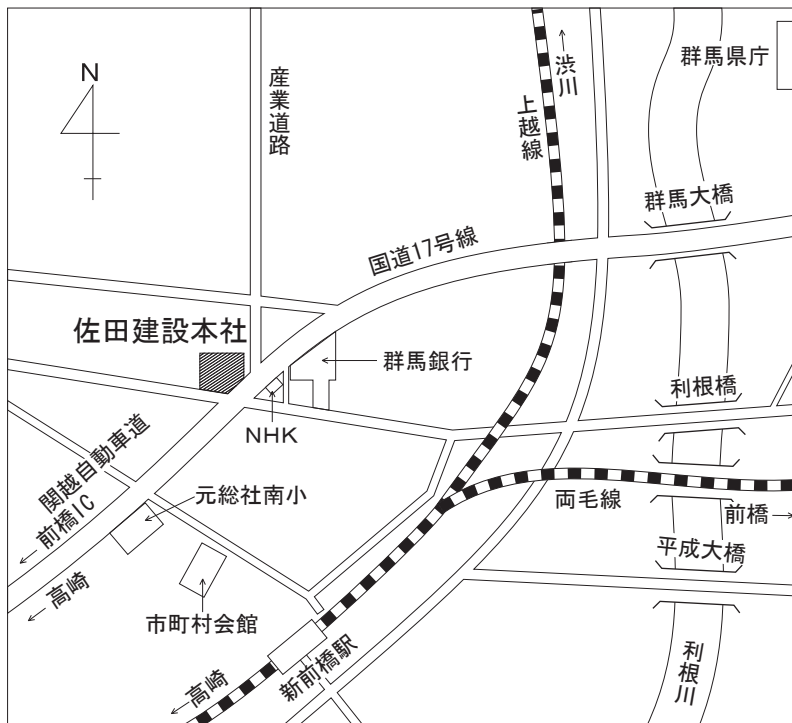 N
産業道路
渋川
上越線
群馬県庁
群馬大橋
国道17号線
佐田建設本社
群馬銀行
利根橋
NHK
関越自動車道
前橋IC
元総社南小
両毛線
前橋
平成大橋
高崎
市町村会館
新前橋駅
高崎
利根川